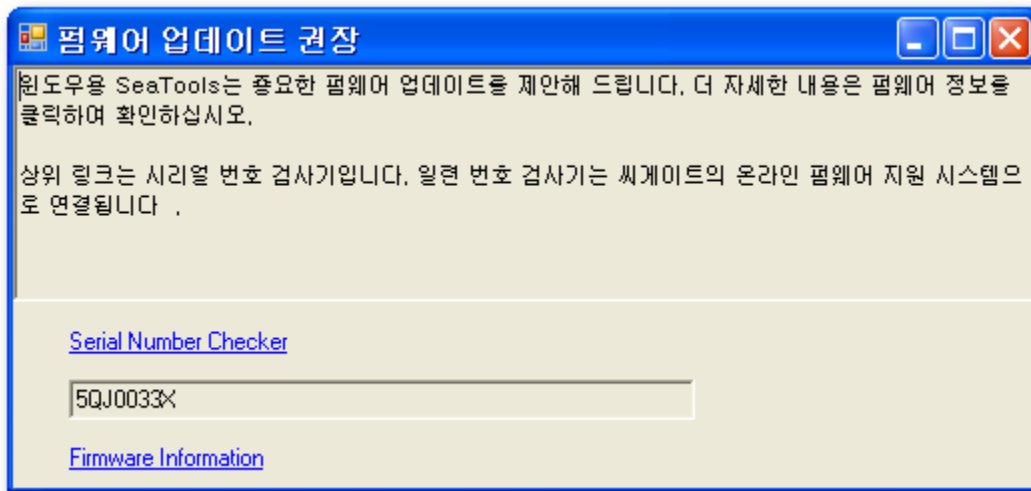 펌웨어 업데이트 권장
윈도우용 SeaTools는 중요한 펌웨어 업데이트를 제안해 드립니다. 더 자세한 내용은 펌웨어 정보를
클릭하여 확인하십시오.
상위 링크는 시리얼 번호 검사기입니다. 일련 번호 검사기는 씨게이트의 온라인 펌웨어 지원 시스템으
로 연결됩니다 .
Serial Number Checker
5QJ0033X
Firmware Information